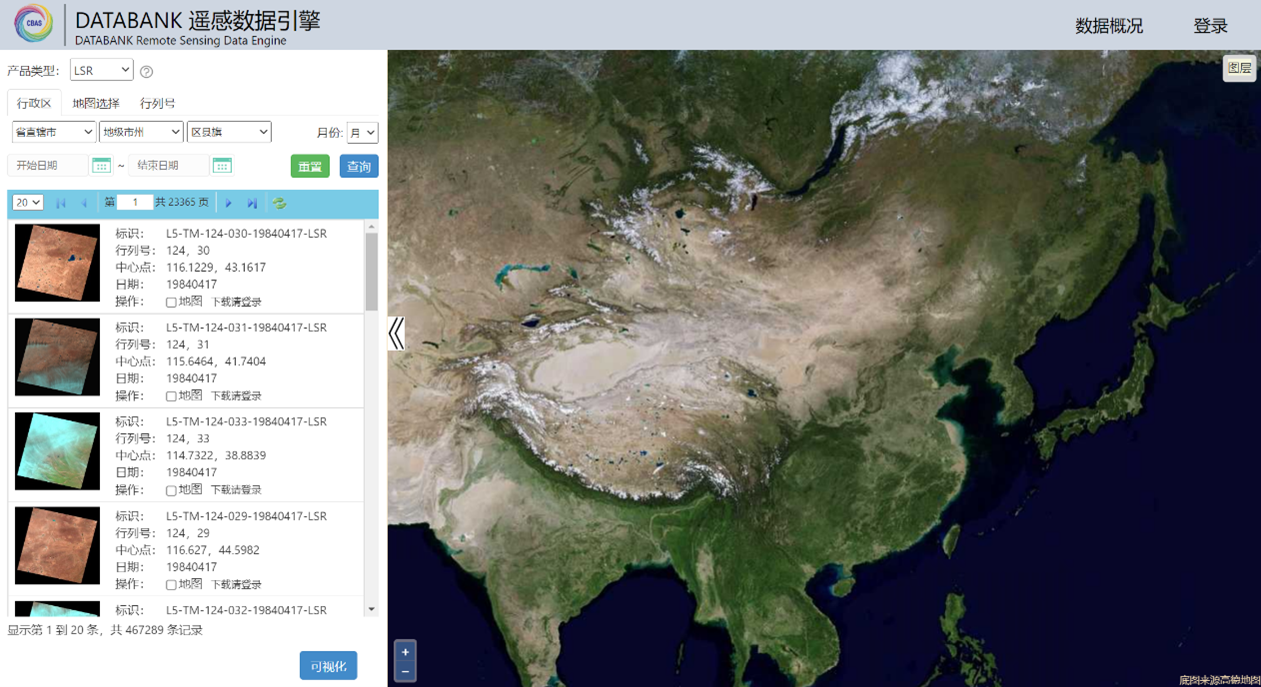 CBAS
DATABANK 遥感数据引擎
DATABANK Remote Sensing Data Engine
数据概况 登录
产品类型: LSR
行政区 地图选择 行列号
省直辖市 地级市州 区县旗 月份: 月
开始日期 ~ 结束日期 重置 查询
20 第 1 共 23365 页
标识: L5-TM-124-030-19840417-LSR
行列号: 124, 30
中心点: 116.1229, 43.1617
日期: 19840417
操作: 地图 下载请登录
标识: L5-TM-124-031-19840417-LSR
行列号: 124, 31
中心点: 115.6464, 41.7404
日期: 19840417
操作: 地图 下载请登录
标识: L5-TM-124-033-19840417-LSR
行列号: 124, 33
中心点: 114.7322, 38.8839
日期: 19840417
操作: 地图 下载请登录
标识: L5-TM-124-029-19840417-LSR
行列号: 124, 29
中心点: 116.627, 44.5982
日期: 19840417
操作: 地图 下载请登录
标识: L5-TM-124-032-19840417-LSR
显示第 1 到 20 条，共 467289 条记录
可视化
图层
+
−
底图来源高德地图